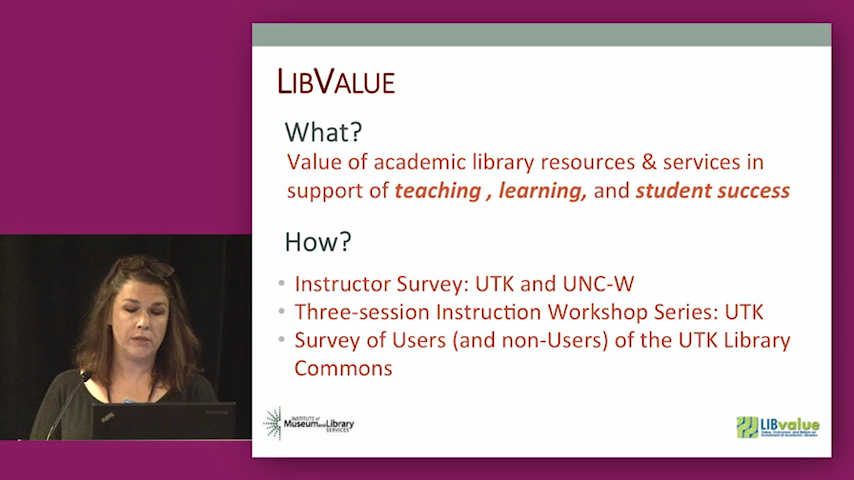 LIBVALUE
What?
Value of academic library resources & services in
support of teaching , learning, and student success
How?
• Instructor Survey: UTK and UNC-W
• Three-session Instruction Workshop Series: UTK
• Survey of Users (and non-Users) of the UTK Library
Commons
INSTITUTE of
Museum and Library
SERVICES
LIBvalue